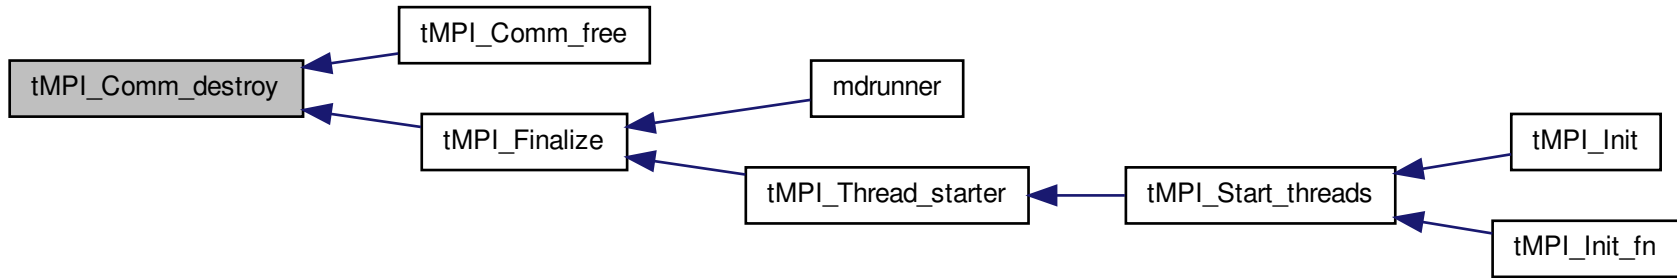 tMPI_Comm_free
tMPI_Comm_destroy
mdrunner
tMPI_Finalize
tMPI_Init
tMPI_Thread_starter
tMPI_Start_threads
tMPI_Init_fn